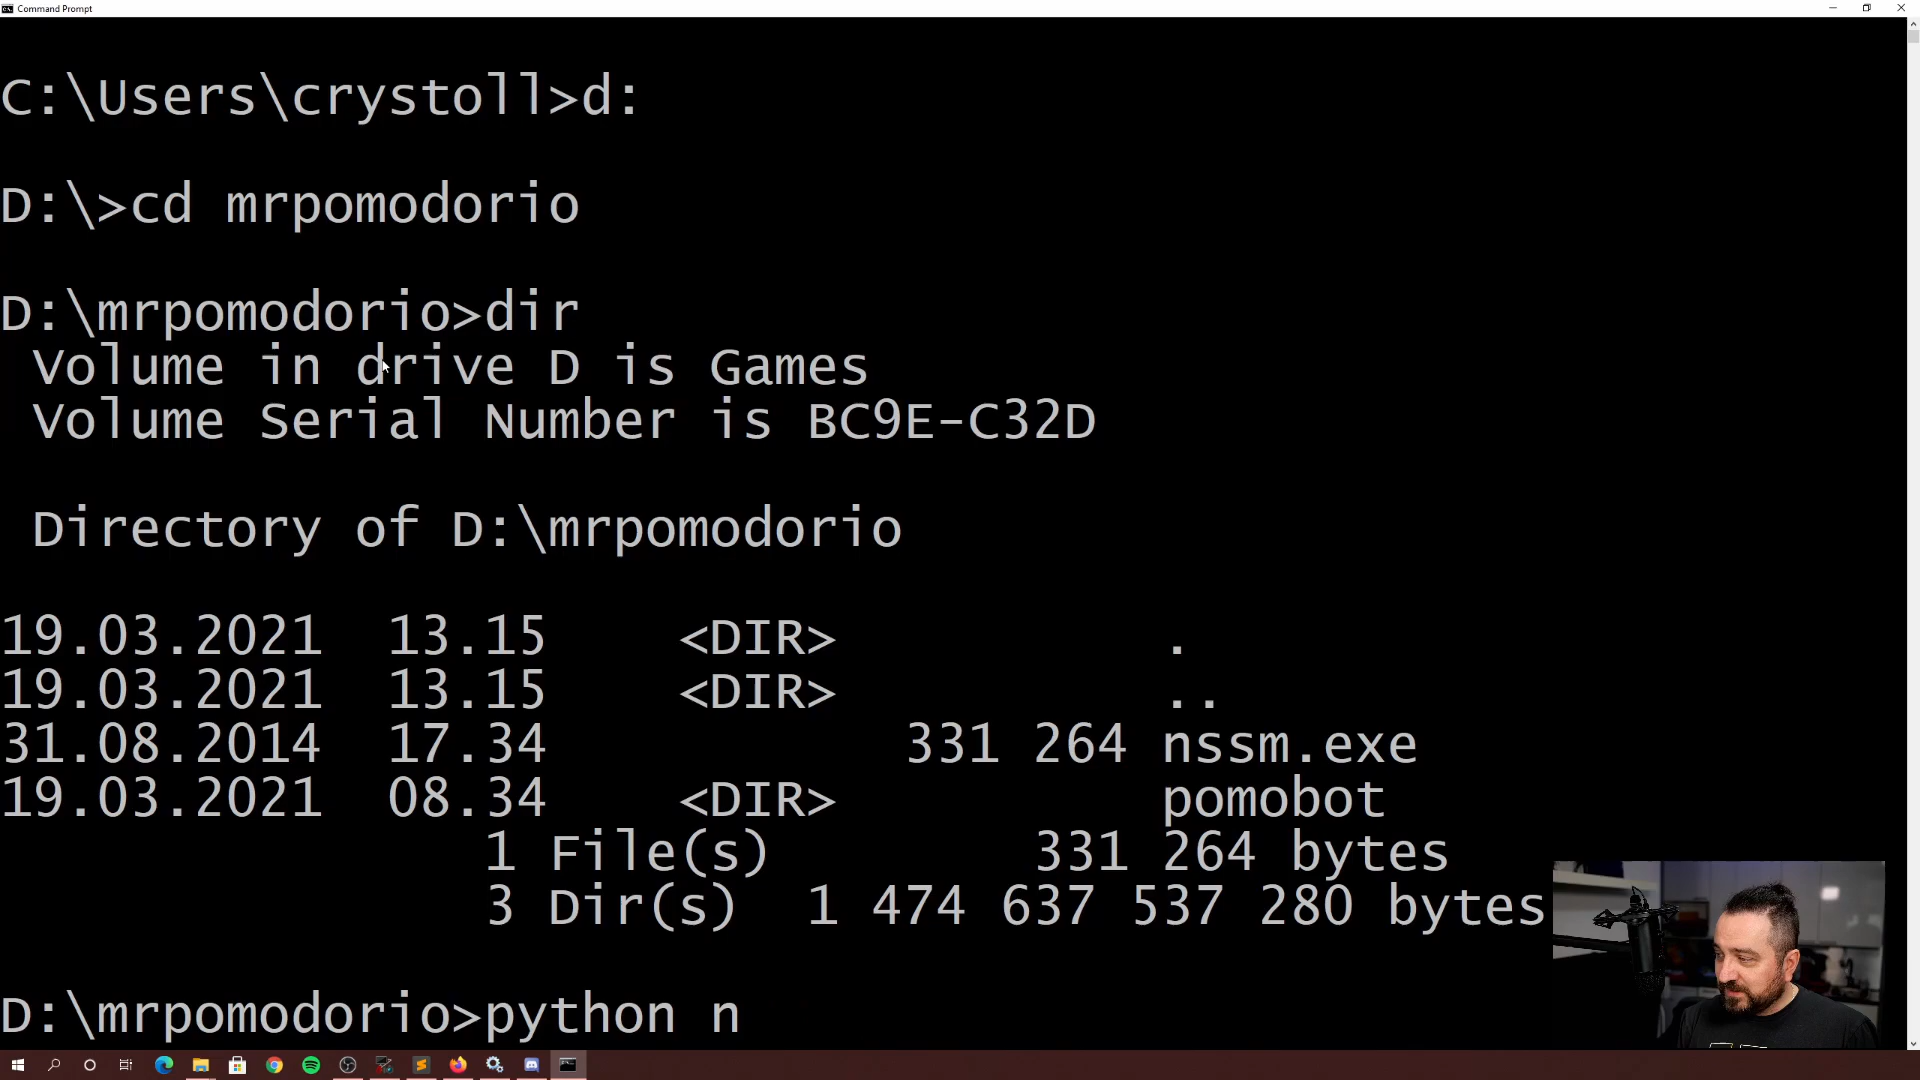 Command Prompt
C:\Users\crystoll>d:
D:\>cd mrpomodorio
D:\mrpomodorio>dir
Volume in drive D is Games
Volume Serial Number is BC9E-C32D
Directory of D:\mrpomodorio
19.03.2021 13.15 <DIR> .
19.03.2021 13.15 <DIR> ..
31.08.2014 17.34 331 264 nssm.exe
19.03.2021 08.34 <DIR> pomobot
1 File(s) 331 264 bytes
3 Dir(s) 1 474 637 537 280 bytes
D:\mrpomodorio>python n